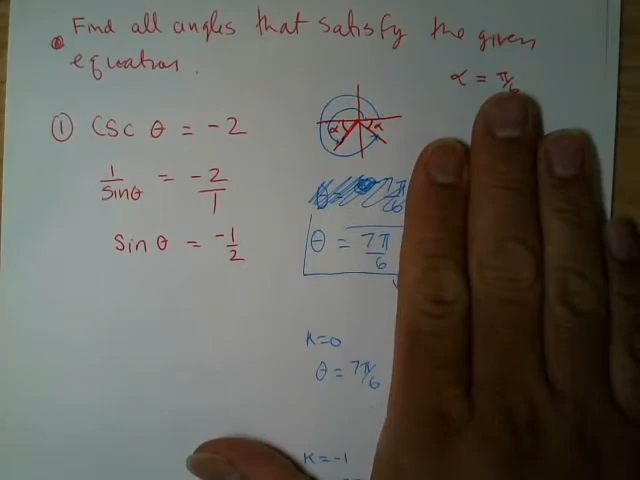 Find all angles that satisfy the given
equation.
α = π/6
① CSC θ = -2
α α
1/sinθ = -2/1
θ = 7π/6
sin θ = -1/2
K=0
θ = 7π/6
K=-1